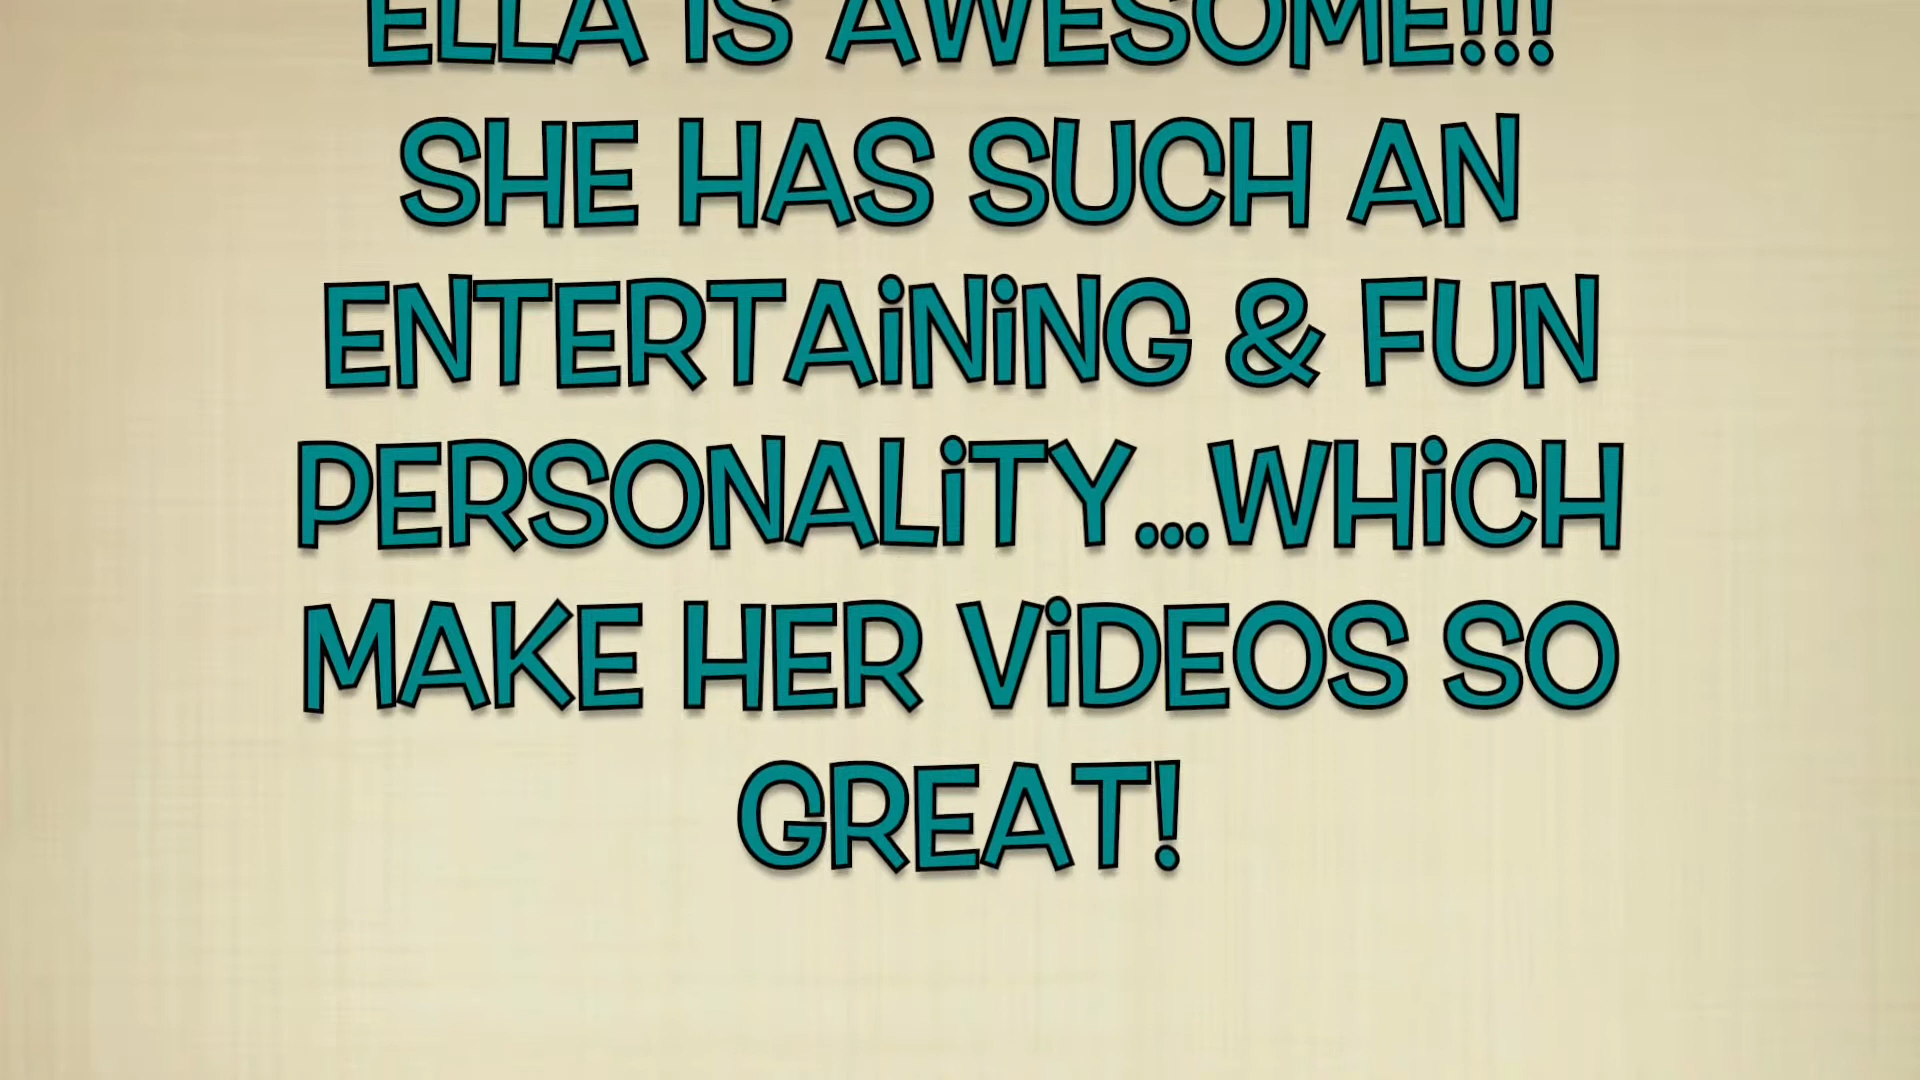 ELLA IS AWESOME!!!
SHE HAS SUCH AN
ENTERTAiNiNG & FUN
PERSONALiTY...WHiCH
MAKE HER ViDEOS SO
GREAT!